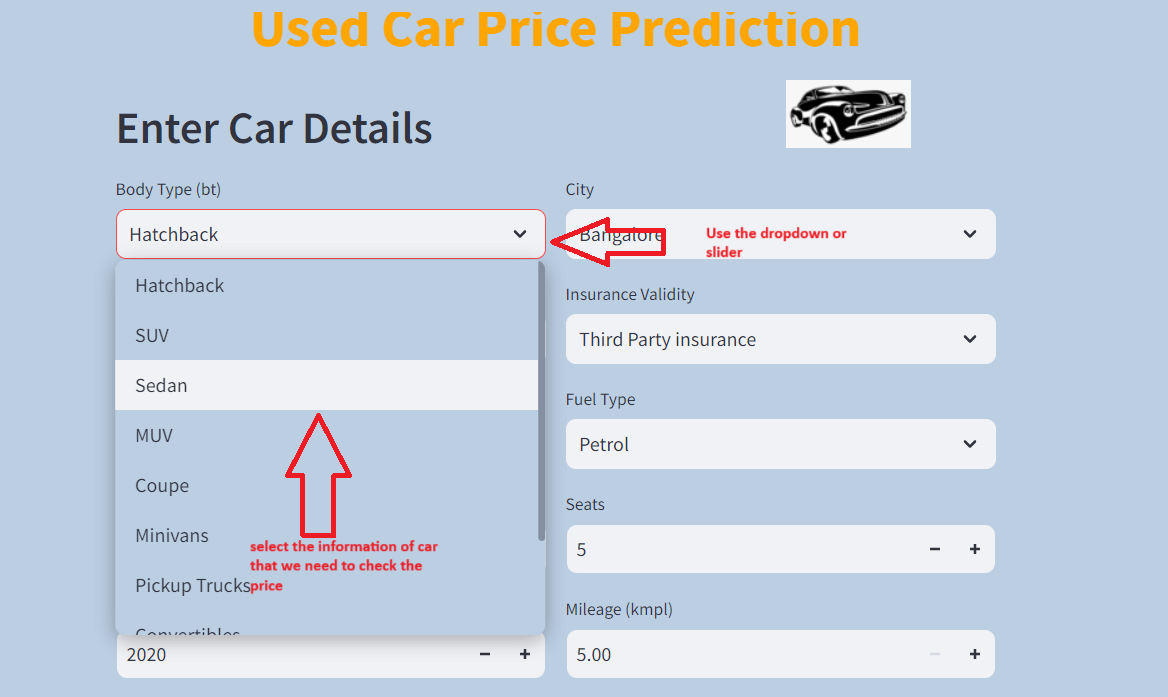 Used Car Price Prediction
Enter Car Details
Body Type (bt)
Hatchback
Hatchback
SUV
Sedan
MUV
Coupe
Minivans
Pickup Trucks
Convertibles
select the information of car
that we need to check the
price
2020
City
Bangalore
Use the dropdown or
slider
Insurance Validity
Third Party insurance
Fuel Type
Petrol
Seats
5
Mileage (kmpl)
5.00